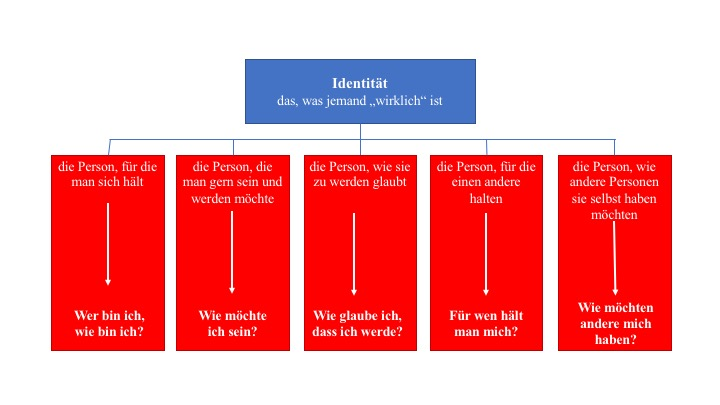 Identität
das, was jemand „wirklich“ ist
die Person, für die
man sich hält
Wer bin ich,
wie bin ich?
die Person, die
man gern sein und
werden möchte
Wie möchte
ich sein?
die Person, wie sie
zu werden glaubt
Wie glaube ich,
dass ich werde?
die Person, für die
einen andere
halten
Für wen hält
man mich?
die Person, wie
andere Personen
sie selbst haben
möchten
Wie möchten
andere mich
haben?